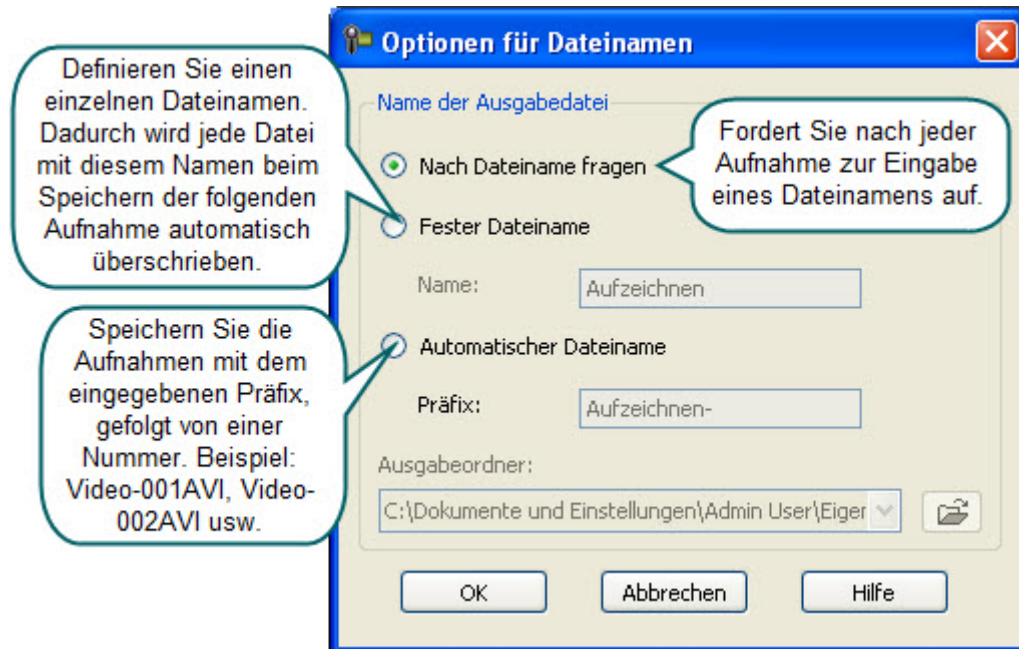 Optionen für Dateinamen
Definieren Sie einen
einzelnen Dateinamen.
Dadurch wird jede Datei
mit diesem Namen beim
Speichern der folgenden
Aufnahme automatisch
überschrieben.
Name der Ausgabedatei
Nach Dateiname fragen
Fordert Sie nach jeder
Aufnahme zur Eingabe
eines Dateinamens auf.
Fester Dateiname
Name:
Aufzeichnen
Speichern Sie die
Aufnahmen mit dem
eingegebenen Präfix,
gefolgt von einer
Nummer. Beispiel:
Video-001AVI, Video-
002AVI usw.
Automatischer Dateiname
Präfix:
Aufzeichnen-
Ausgabeordner:
C:\Dokumente und Einstellungen\Admin User\Eiger
OK
Abbrechen
Hilfe